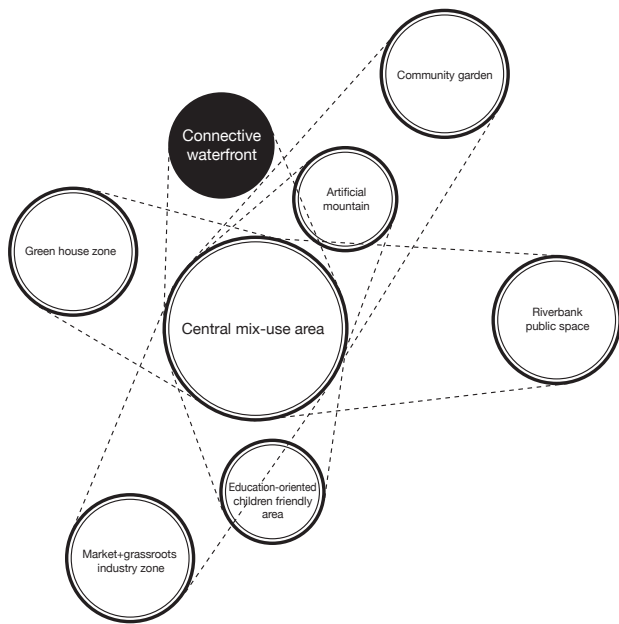 Community garden
Connective
waterfront
Artificial
mountain
Green house zone
Central mix-use area
Riverbank
public space
Education-oriented
children friendly
area
Market+grassroots
industry zone